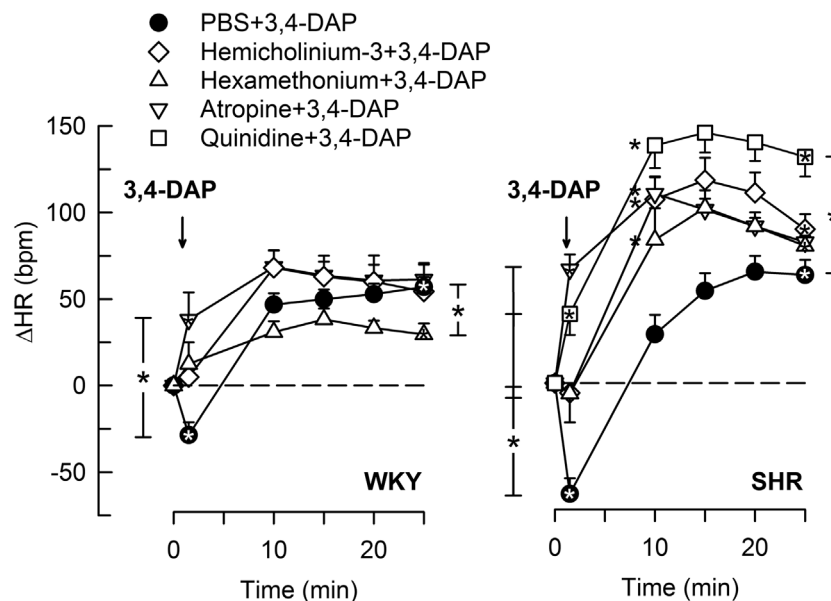 PBS+3,4-DAP
Hemicholinium-3+3,4-DAP
Hexamethonium+3,4-DAP
Atropine+3,4-DAP
Quinidine+3,4-DAP
150
100
50
0
-50
ΔHR (bpm)
3,4-DAP
*
*
*
WKY
0
10
20
Time (min)
3,4-DAP
*
*
*
*
*
*
SHR
0
10
20
Time (min)